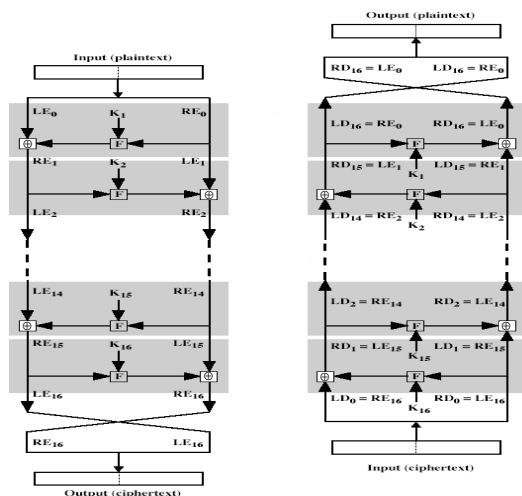 Input (plaintext)
LE0 K1 RE0
F
RE1 K2 LE1
F
LE2 RE2
LE14 K15 RE14
F
RE15 K16 LE15
F
LE16 RE16
RE16 LE16
Output (ciphertext)
Output (plaintext)
RD16 = LE0 LD16 = RE0
LD16 = RE0 RD16 = LE0
F
RD15 = LE1 K1 LD15 = RE1
F
LD14 = RE2 K2 RD14 = LE2
LD2 = RE14 RD2 = LE14
F
RD1 = LE15 K15 LD1 = RE15
F
LD0 = RE16 K16 RD0 = LE16
Input (ciphertext)